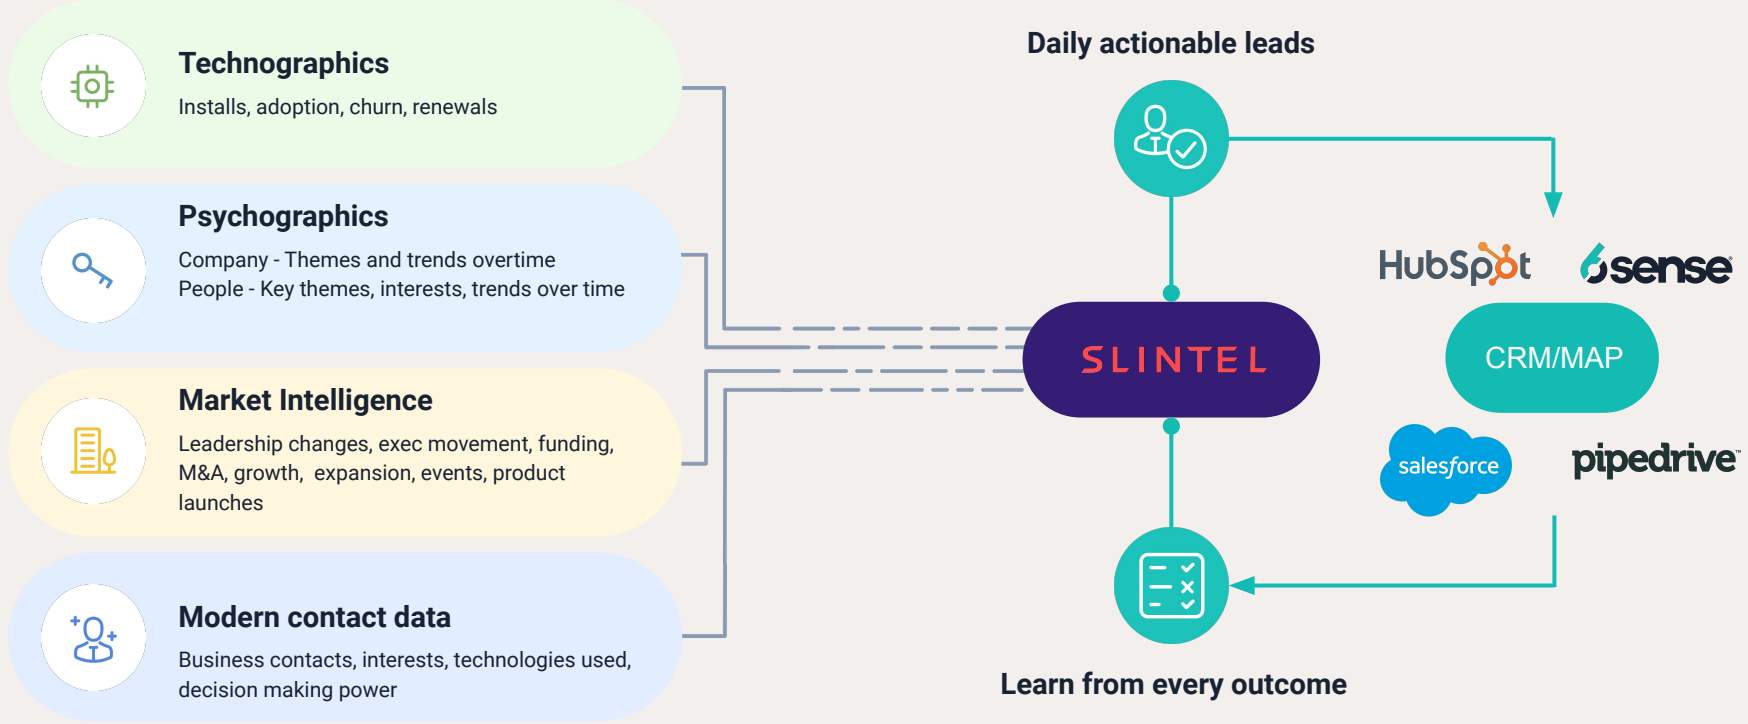 Technographics
Installs, adoption, churn, renewals
Psychographics
Company - Themes and trends overtime
People - Key themes, interests, trends over time
Market Intelligence
Leadership changes, exec movement, funding,
M&A, growth,  expansion, events, product
launches
Modern contact data
Business contacts, interests, technologies used,
decision making power
Daily actionable leads
SLINTEL
Learn from every outcome
HubSpot
6sense
CRM/MAP
salesforce
pipedrive™